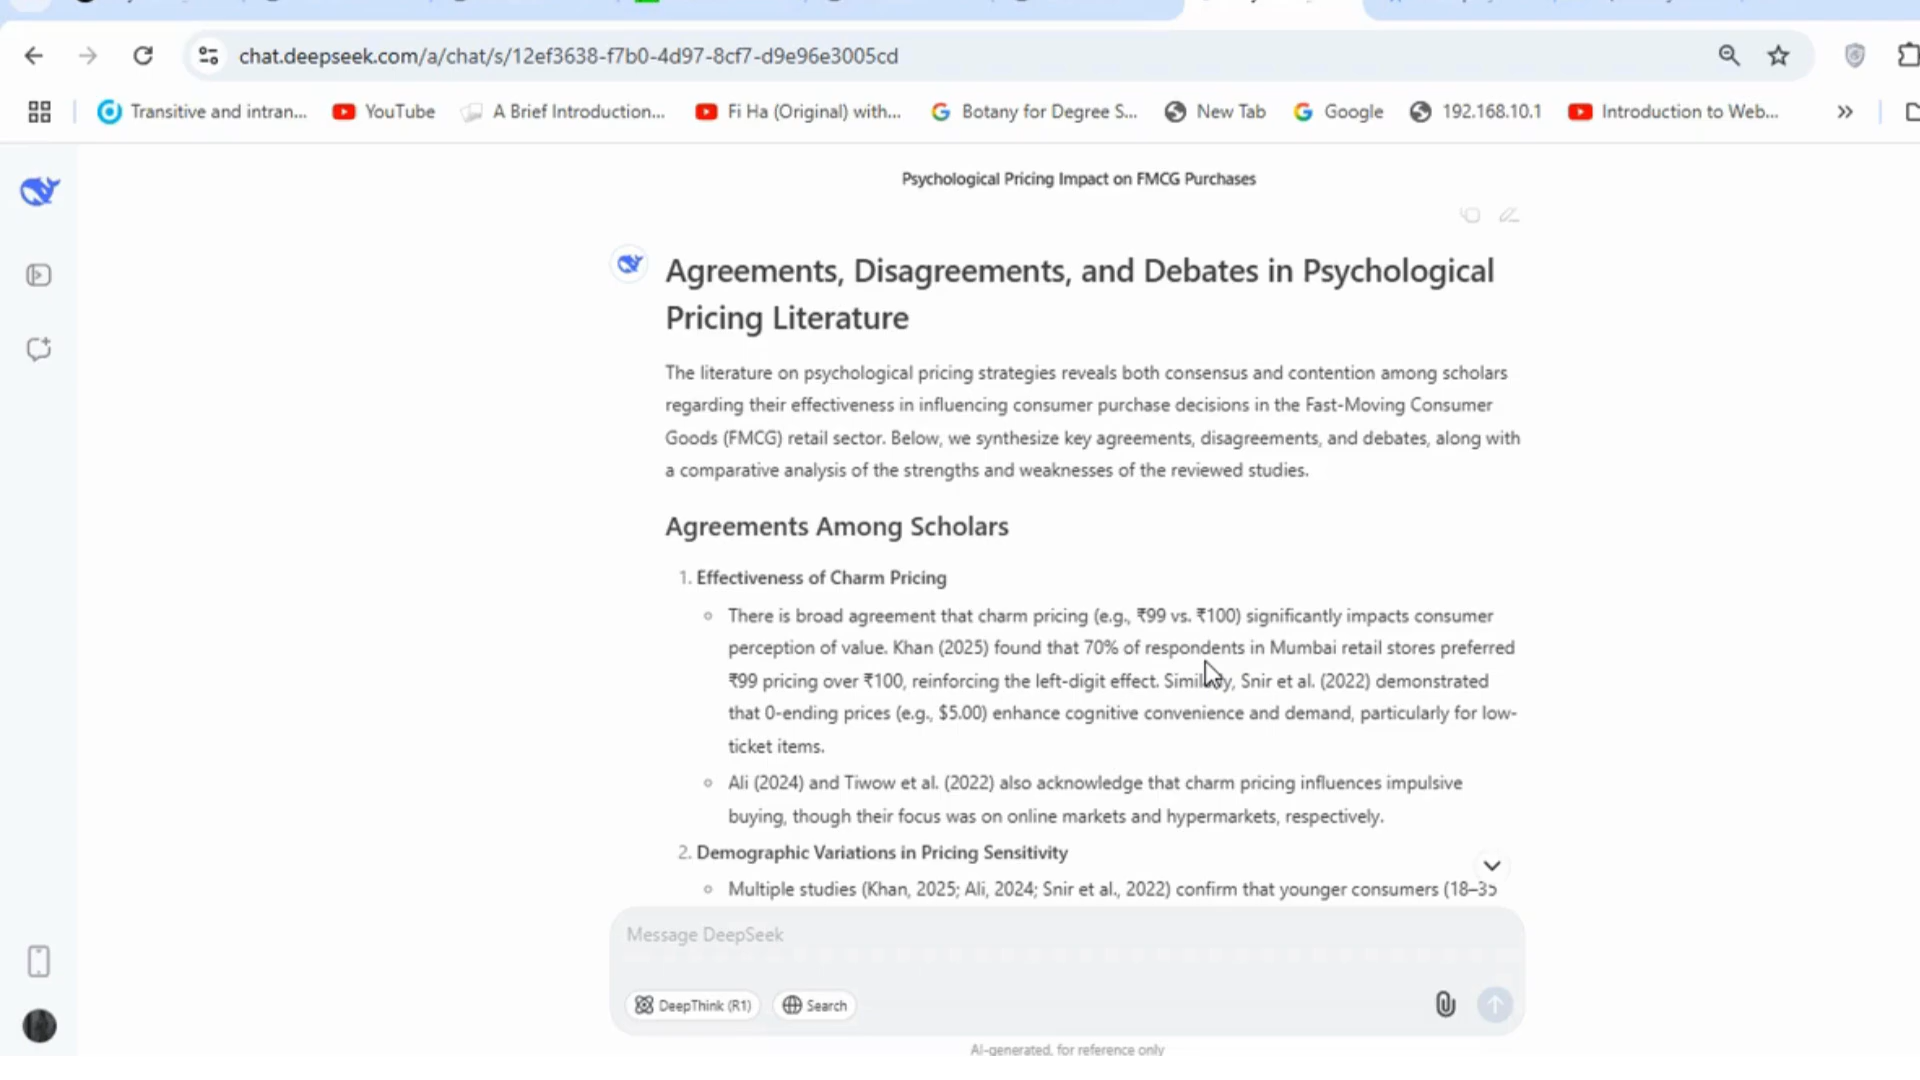 chat.deepseek.com/a/chat/s/12ef3638-f7b0-4d97-8cf7-d9e96e3005cd
Transitive and intran...
YouTube
A Brief Introduction...
Fi Ha (Original) with...
Botany for Degree S...
New Tab
Google
192.168.10.1
Introduction to Web...
Psychological Pricing Impact on FMCG Purchases
Agreements, Disagreements, and Debates in Psychological
Pricing Literature
The literature on psychological pricing strategies reveals both consensus and contention among scholars
regarding their effectiveness in influencing consumer purchase decisions in the Fast-Moving Consumer
Goods (FMCG) retail sector. Below, we synthesize key agreements, disagreements, and debates, along with
a comparative analysis of the strengths and weaknesses of the reviewed studies.
Agreements Among Scholars
1. Effectiveness of Charm Pricing
There is broad agreement that charm pricing (e.g., ₹99 vs. ₹100) significantly impacts consumer
perception of value. Khan (2025) found that 70% of respondents in Mumbai retail stores preferred
₹99 pricing over ₹100, reinforcing the left-digit effect. Similarly, Snir et al. (2022) demonstrated
that 0-ending prices (e.g., $5.00) enhance cognitive convenience and demand, particularly for low-
ticket items.
Ali (2024) and Tiwow et al. (2022) also acknowledge that charm pricing influences impulsive
buying, though their focus was on online markets and hypermarkets, respectively.
2. Demographic Variations in Pricing Sensitivity
Multiple studies (Khan, 2025; Ali, 2024; Snir et al., 2022) confirm that younger consumers (18–35
Message DeepSeek
DeepThink (R1)
Search
AI-generated, for reference only